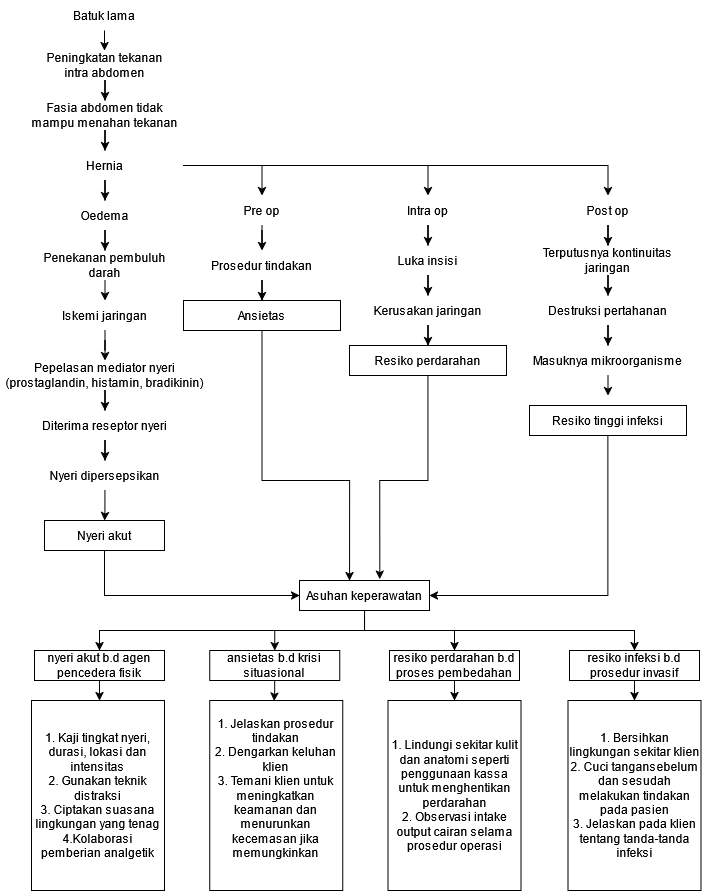 Batuk lama
Peningkatan tekanan
intra abdomen
Fasia abdomen tidak
mampu menahan tekanan
Hernia
Oedema
Penekanan pembuluh
darah
Iskemi jaringan
Pepelasan mediator nyeri
(prostaglandin, histamin, bradikinin)
Diterima reseptor nyeri
Nyeri dipersepsikan
Nyeri akut
Pre op
Prosedur tindakan
Ansietas
Intra op
Luka insisi
Kerusakan jaringan
Resiko perdarahan
Post op
Terputusnya kontinuitas
jaringan
Destruksi pertahanan
Masuknya mikroorganisme
Resiko tinggi infeksi
Asuhan keperawatan
nyeri akut b.d agen
pencedera fisik
1. Kaji tingkat nyeri,
durasi, lokasi dan
intensitas
2. Gunakan teknik
distraksi
3. Ciptakan suasana
lingkungan yang tenag
4.Kolaborasi
pemberian analgetik
ansietas b.d krisi
situasional
1. Jelaskan prosedur
tindakan
2. Dengarkan keluhan
klien
3. Temani klien untuk
meningkatkan
keamanan dan
menurunkan
kecemasan jika
memungkinkan
resiko perdarahan b.d
proses pembedahan
1. Lindungi sekitar kulit
dan anatomi seperti
penggunaan kassa
untuk menghentikan
perdarahan
2. Observasi intake
output cairan selama
prosedur operasi
resiko infeksi b.d
prosedur invasif
1. Bersihkan
lingkungan sekitar klien
2. Cuci tangansebelum
dan sesudah
melakukan tindakan
pada pasien
3. Jelaskan pada klien
tentang tanda-tanda
infeksi